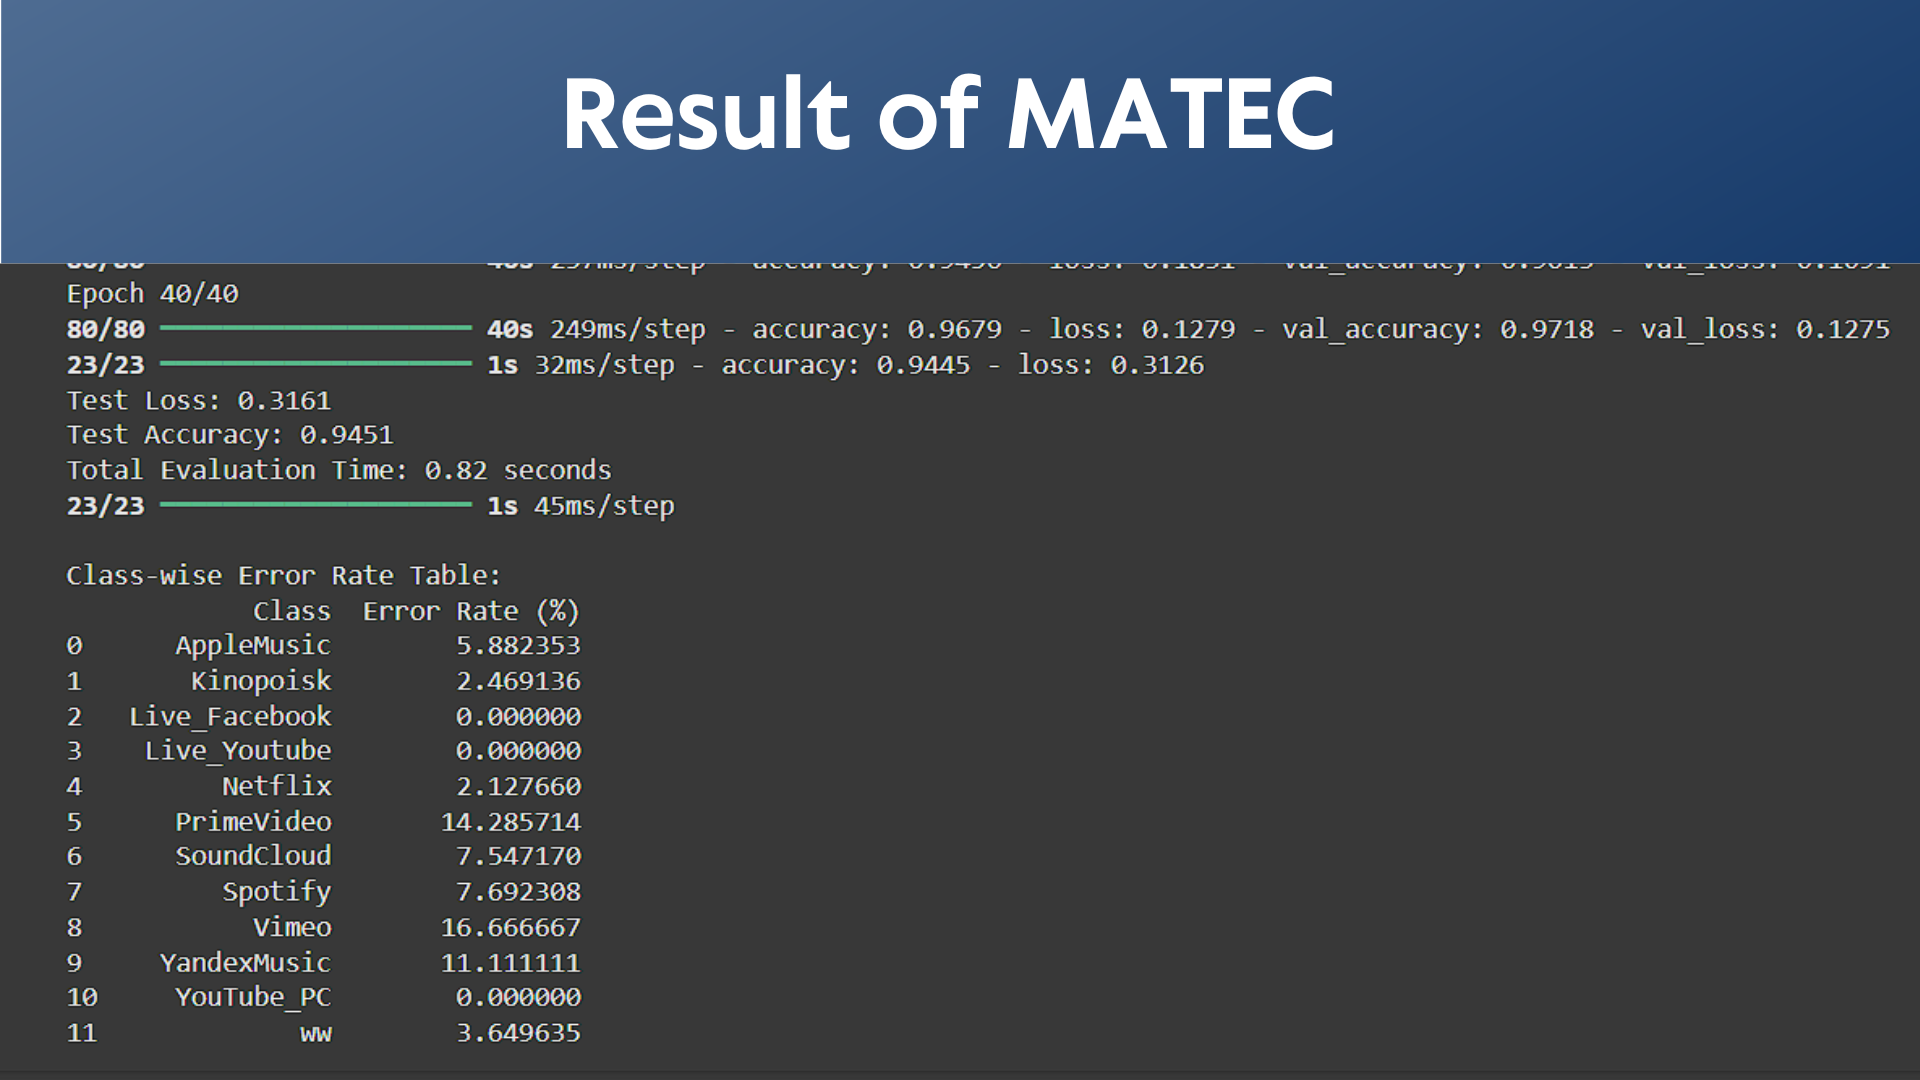 Result of MATEC
Epoch 40/40
80/80 40s 249ms/step - accuracy: 0.9679 - loss: 0.1279 - val_accuracy: 0.9718 - val_loss: 0.1275
23/23 1s 32ms/step - accuracy: 0.9445 - loss: 0.3126
Test Loss: 0.3161
Test Accuracy: 0.9451
Total Evaluation Time: 0.82 seconds
23/23 1s 45ms/step
Class-wise Error Rate Table:
Class Error Rate (%)
0 AppleMusic 5.882353
1 Kinopoisk 2.469136
2 Live_Facebook 0.000000
3 Live_Youtube 0.000000
4 Netflix 2.127660
5 PrimeVideo 14.285714
6 SoundCloud 7.547170
7 Spotify 7.692308
8 Vimeo 16.666667
9 YandexMusic 11.111111
10 YouTube_PC 0.000000
11 ww 3.649635